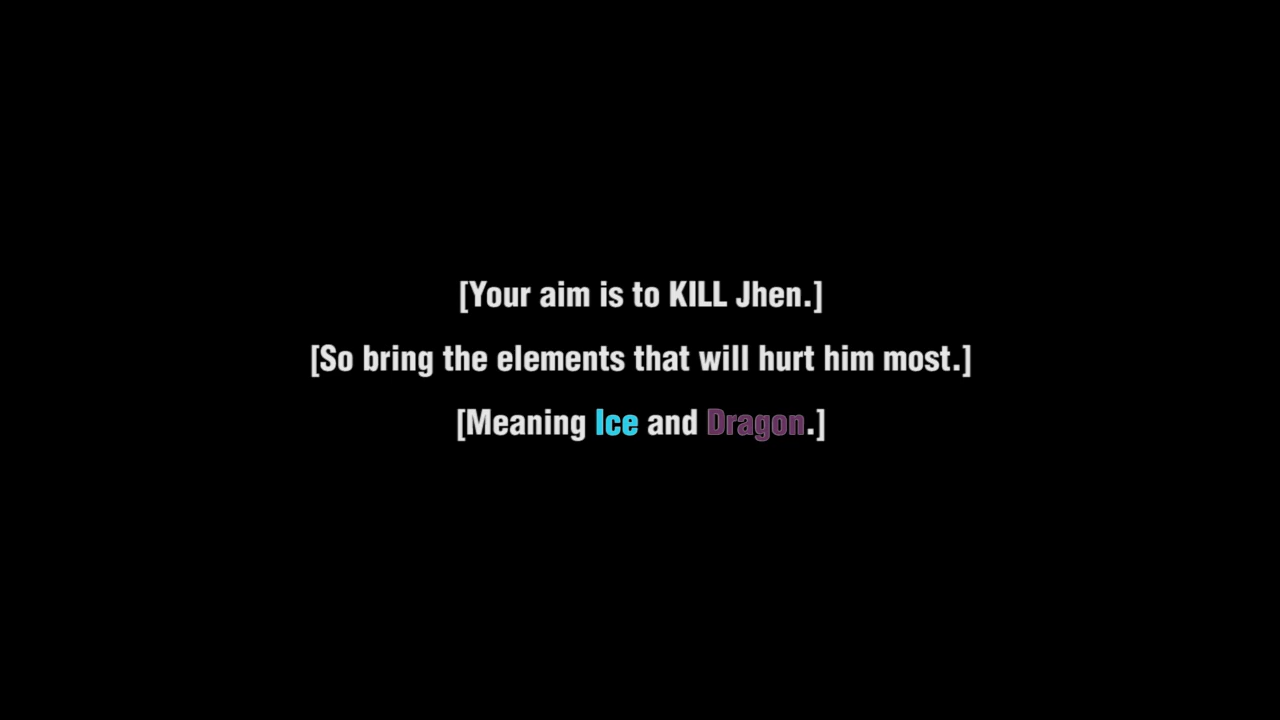 [Your aim is to KILL Jhen.]
[So bring the elements that will hurt him most.]
[Meaning Ice and Dragon.]